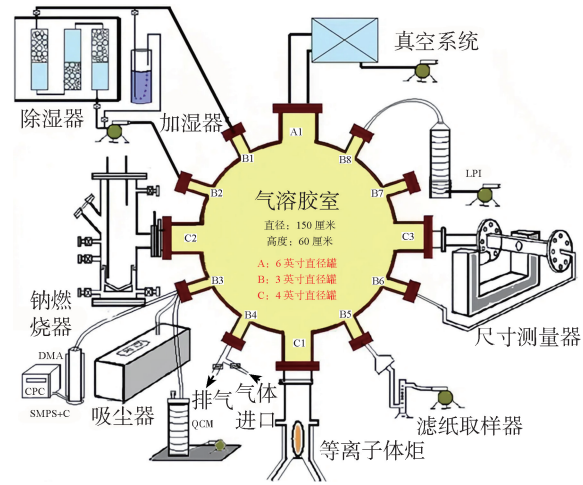 真空系统
除湿器
加湿器
A1
B1
B8
LPI
B2
B7
气溶胶室
直径：150 厘米
高度：60 厘米
C2
C3
A：6 英寸直径罐
B：3 英寸直径罐
C：4 英寸直径罐
B3
B6
钠燃
烧器
尺寸测量器
B4
B5
C1
DMA
CPC
SMPS+C
吸尘器
排气
气体
进口
QCM
滤纸取样器
等离子体炬